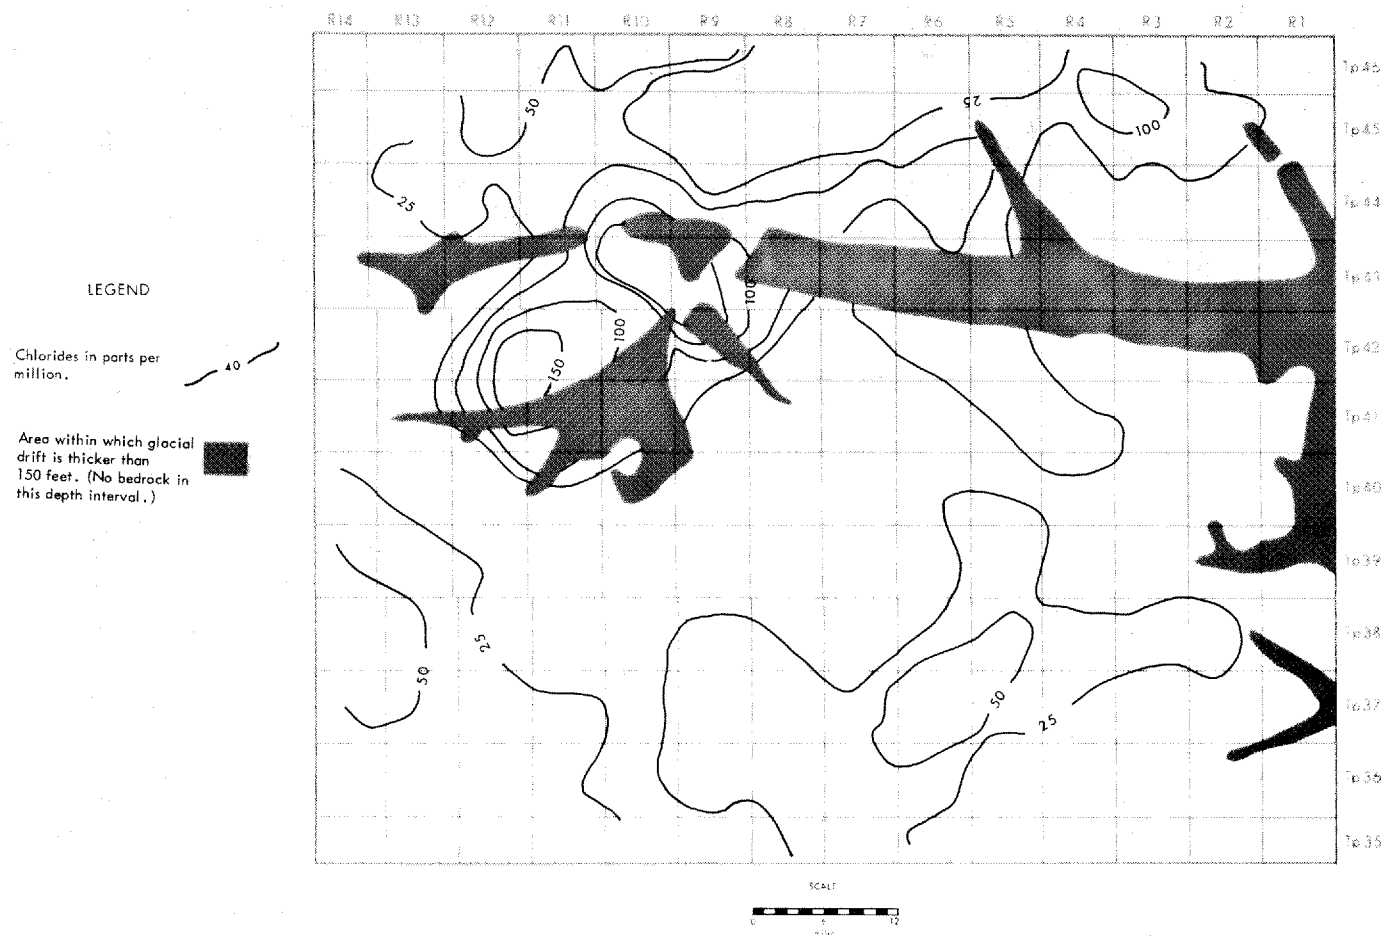 R14 R13 R12 R11 R10 R9 R8 R7 R6 R5 R4 R3 R2 R1
Tp46
50
25
100
Tp45
25
Tp44
LEGEND
100
Tp43
Chlorides in parts per
million.
40
100
150
Tp42
Area within which glacial
drift is thicker than
150 feet. (No bedrock in
this depth interval.)
Tp41
Tp40
Tp39
25
Tp38
50
50
25
Tp37
Tp36
Tp35
SCALE
0 6 12
miles